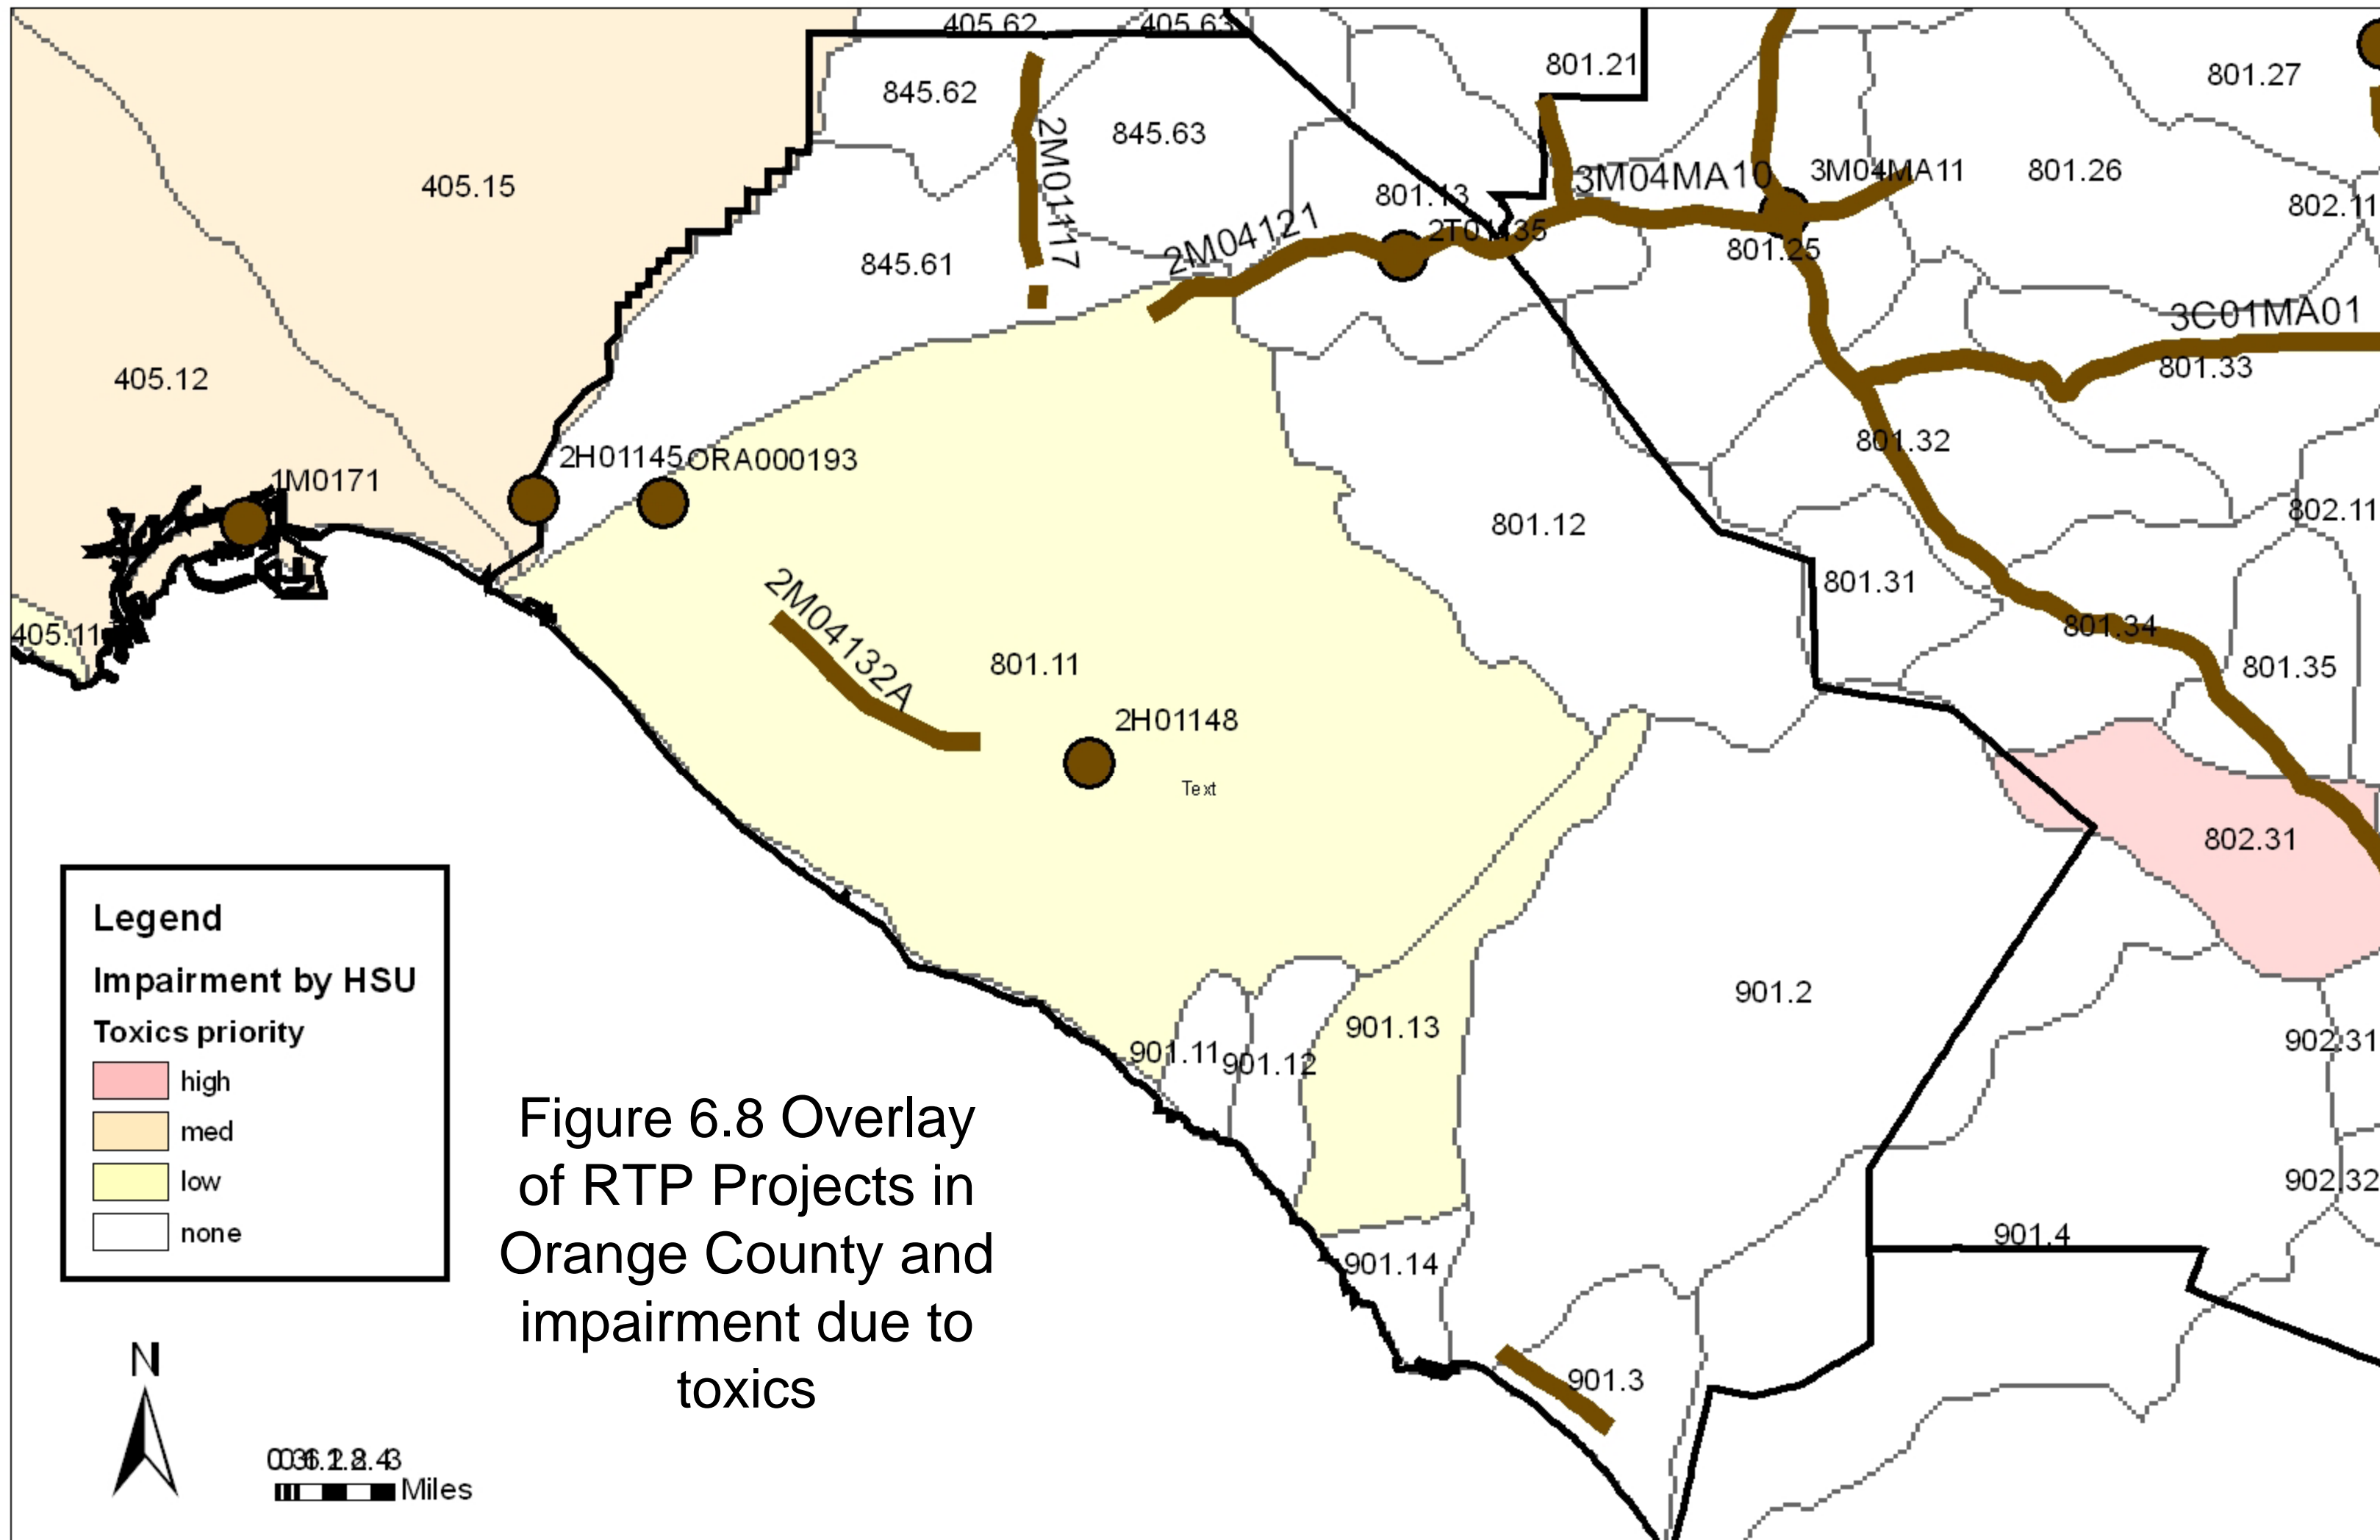 405.62
405.63
801.21
801.27
845.62
845.63
2M01117
405.15
3M04MA10
3M04MA11
801.26
801.13
802.11
2M04121
2T01135
801.25
845.61
3C01MA01
801.33
405.12
801.32
2H01145
ORA000193
1M0171
802.11
801.12
801.31
2M04132A
405.11
801.34
801.11
801.35
2H01148
Text
802.31
901.2
901.13
902.31
901.11
901.12
902.32
901.4
901.14
901.3
Legend
Impairment by HSU
Toxics priority
high
med
low
none
Figure 6.8 Overlay
of RTP Projects in
Orange County and
impairment due to
toxics
N
Miles